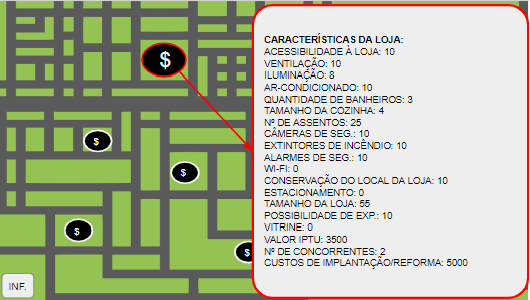 CARACTERÍSTICAS DA LOJA:
ACESSIBILIDADE À LOJA: 10
VENTILAÇÃO: 10
ILUMINAÇÃO: 8
AR-CONDICIONADO: 10
QUANTIDADE DE BANHEIROS: 3
TAMANHO DA COZINHA: 4
Nº DE ASSENTOS: 25
CÂMERAS DE SEG.: 10
EXTINTORES DE INCÊNDIO: 10
ALARMES DE SEG.: 10
WI-FI: 0
CONSERVAÇÃO DO LOCAL DA LOJA: 10
ESTACIONAMENTO: 0
TAMANHO DA LOJA: 55
POSSIBILIDADE DE EXP.: 10
VITRINE: 0
VALOR IPTU: 3500
Nº DE CONCORRENTES: 2
CUSTOS DE IMPLANTAÇÃO/REFORMA: 5000
$
$
$
$
$
INF.